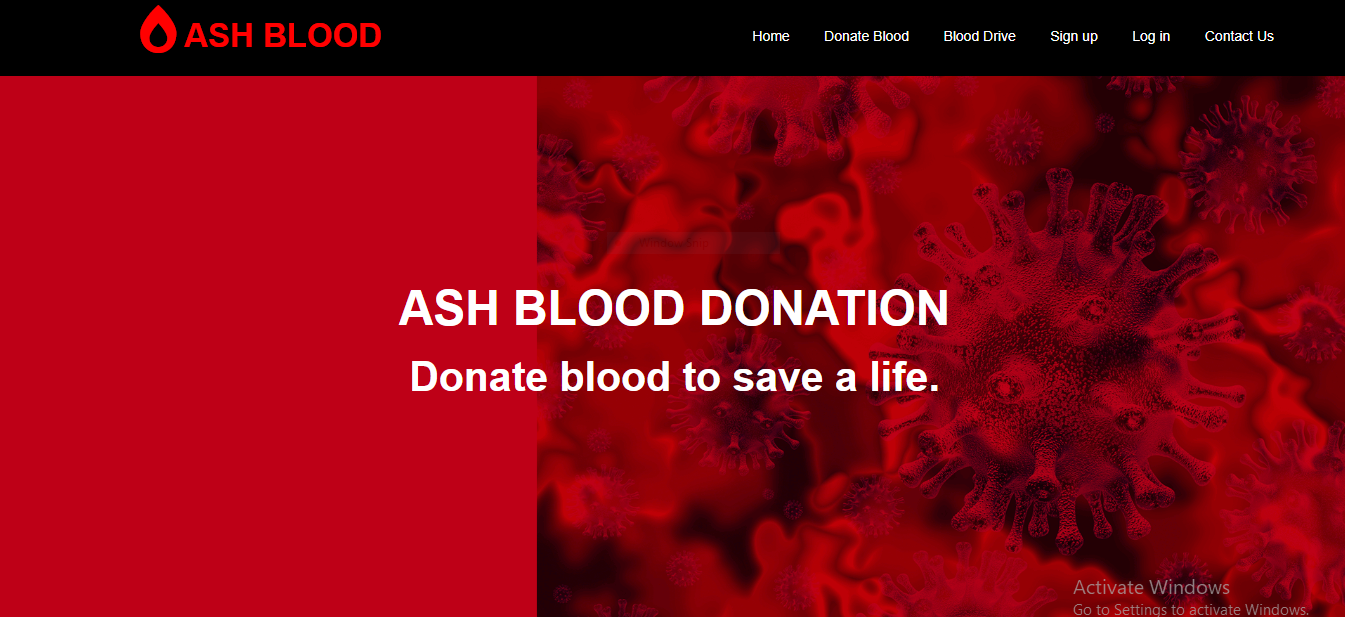 ASH BLOOD
Home Donate Blood Blood Drive Sign up Log in Contact Us
ASH BLOOD DONATION
Donate blood to save a life.
Activate Windows
Go to Settings to activate Windows.